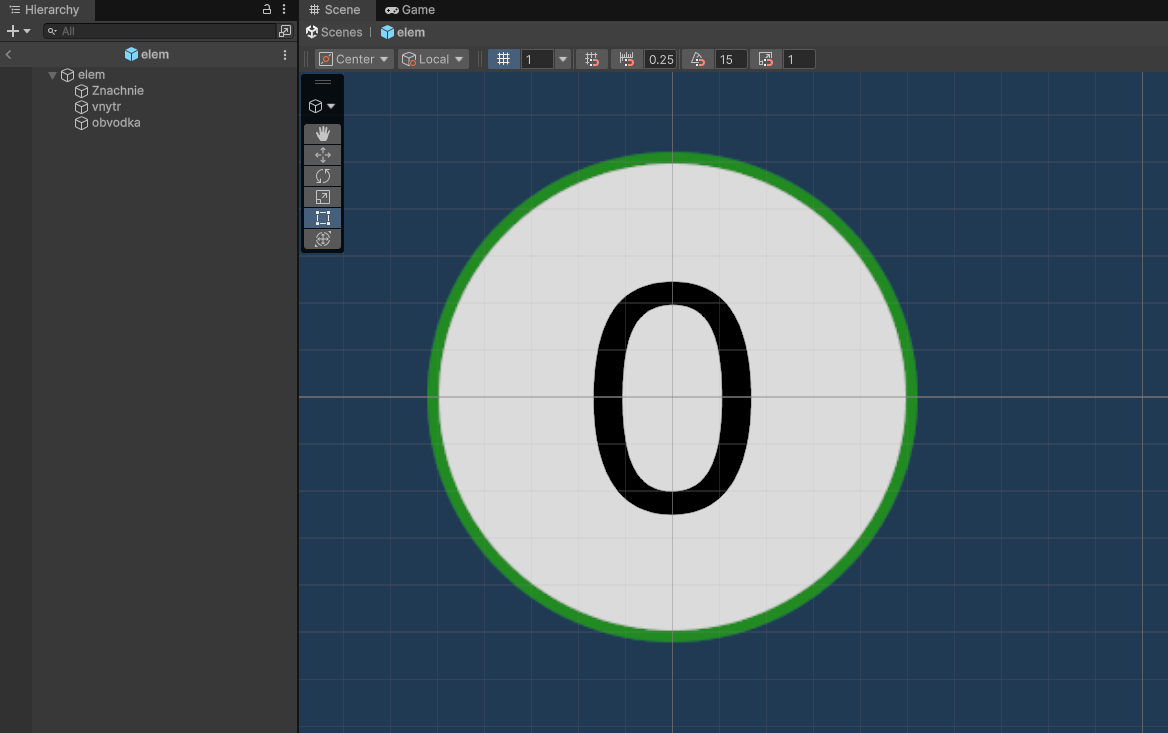 Hierarchy
All
elem
elem
Znachnie
vnytr
obvodka
Scene Game
Scenes elem
Center Local 1 0.25 15 1
0